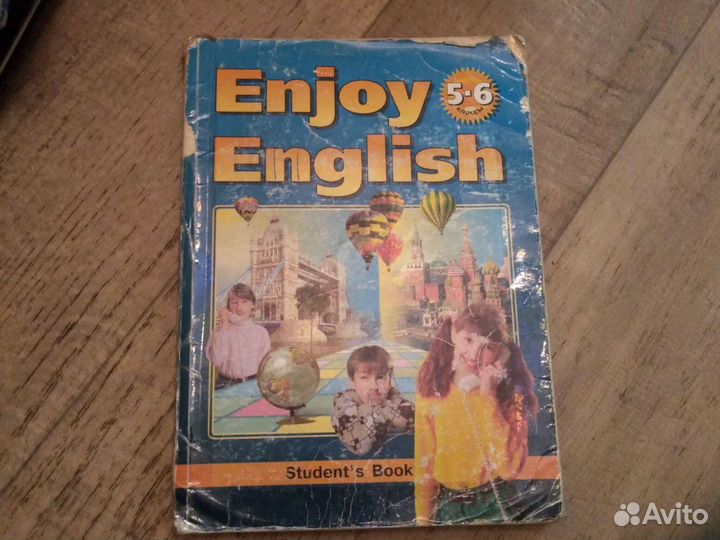 Enjoy
5-6
классы
English
Student's Book
Avito